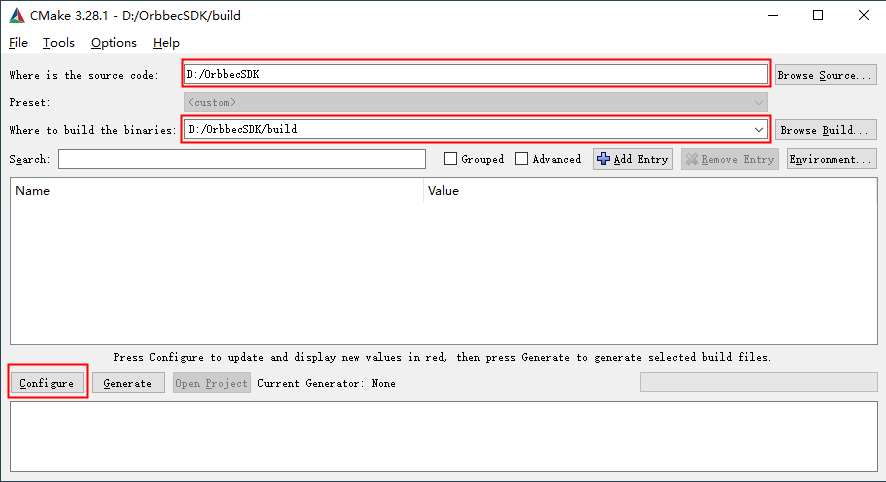 CMake 3.28.1 - D:/OrbbecSDK/build
File Tools Options Help
Where is the source code: D:/OrbbecSDK Browse Source...
Preset: <custom>
Where to build the binaries: D:/OrbbecSDK/build Browse Build...
Search: Grouped Advanced Add Entry Remove Entry Environment...
Name Value
Press Configure to update and display new values in red, then press Generate to generate selected build files.
Configure Generate Open Project Current Generator: None